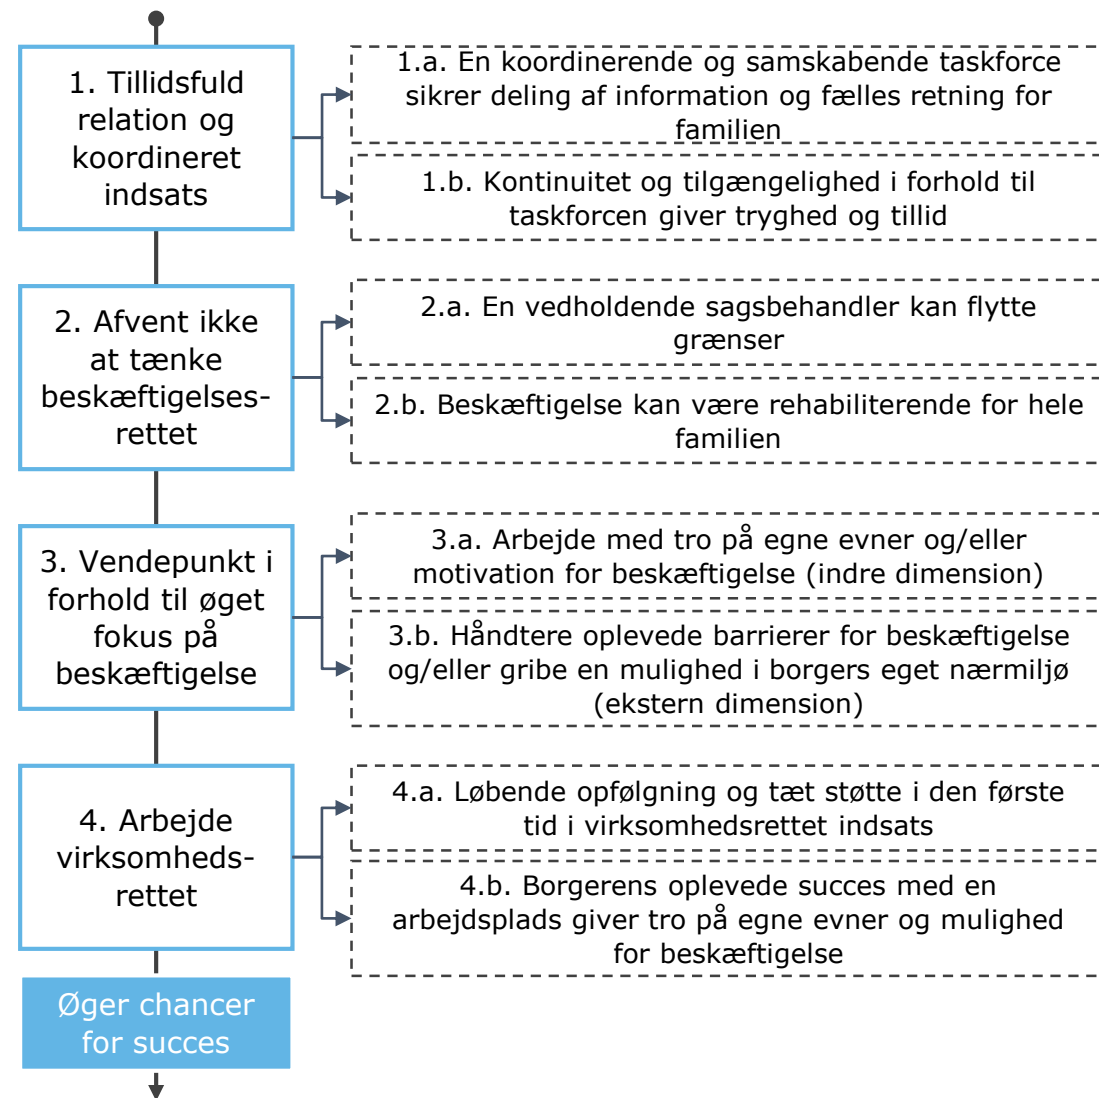 1. Tillidsfuld
relation og
koordineret
indsats
1.a. En koordinerende og samskabende taskforce
sikrer deling af information og fælles retning for
familien
1.b. Kontinuitet og tilgængelighed i forhold til
taskforcen giver tryghed og tillid
2. Afvent ikke
at tænke
beskæftigelses-
rettet
2.a. En vedholdende sagsbehandler kan flytte
grænser
2.b. Beskæftigelse kan være rehabiliterende for hele
familien
3. Vendepunkt i
forhold til øget
fokus på
beskæftigelse
3.a. Arbejde med tro på egne evner og/eller
motivation for beskæftigelse (indre dimension)
3.b. Håndtere oplevede barrierer for beskæftigelse
og/eller gribe en mulighed i borgers eget nærmiljø
(ekstern dimension)
4. Arbejde
virksomheds-
rettet
4.a. Løbende opfølgning og tæt støtte i den første
tid i virksomhedsrettet indsats
4.b. Borgerens oplevede succes med en
arbejdsplads giver tro på egne evner og mulighed
for beskæftigelse
Øger chancer
for succes